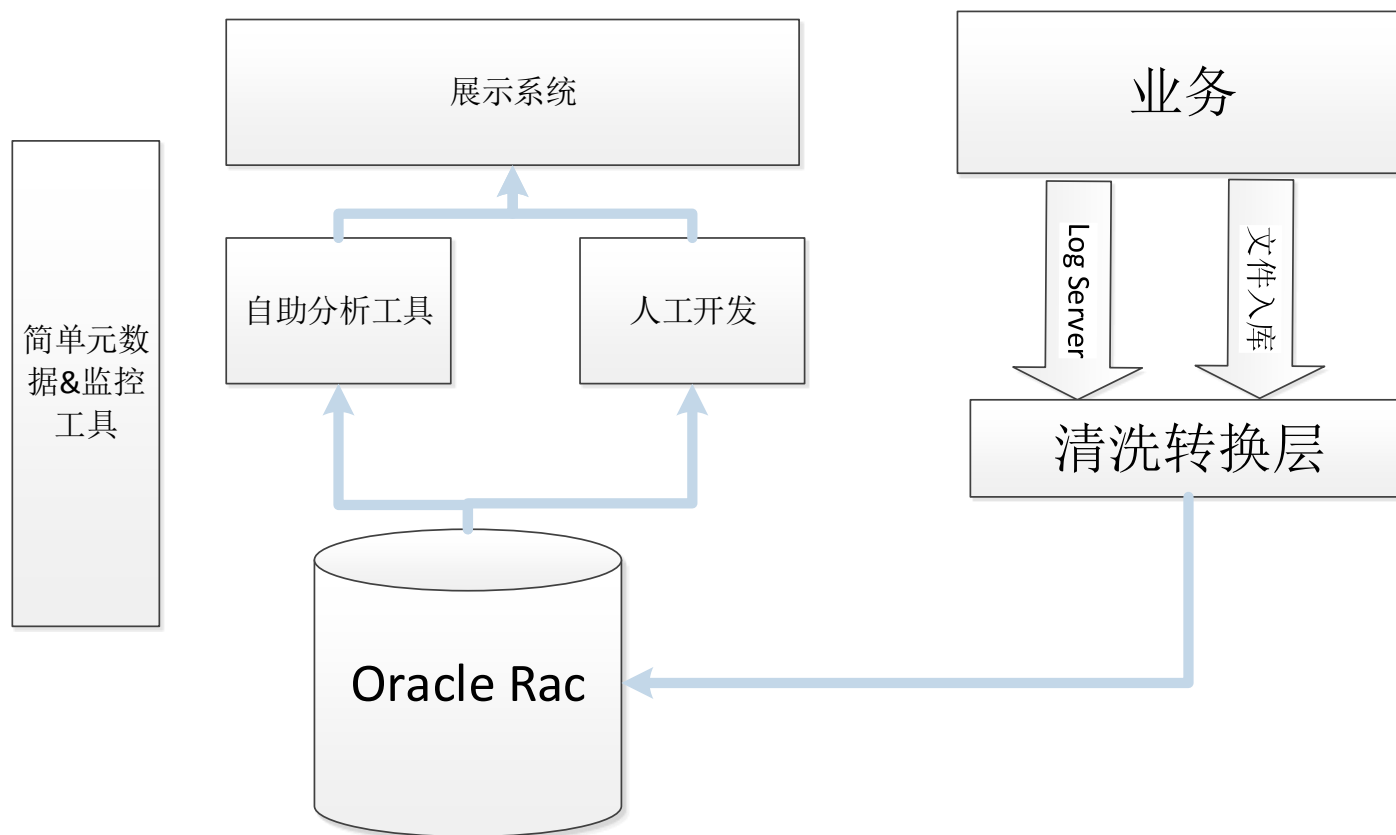 展示系统
业务
简单元数
据&监控
工具
自助分析工具
人工开发
Log Server
文件入库
清洗转换层
Oracle Rac